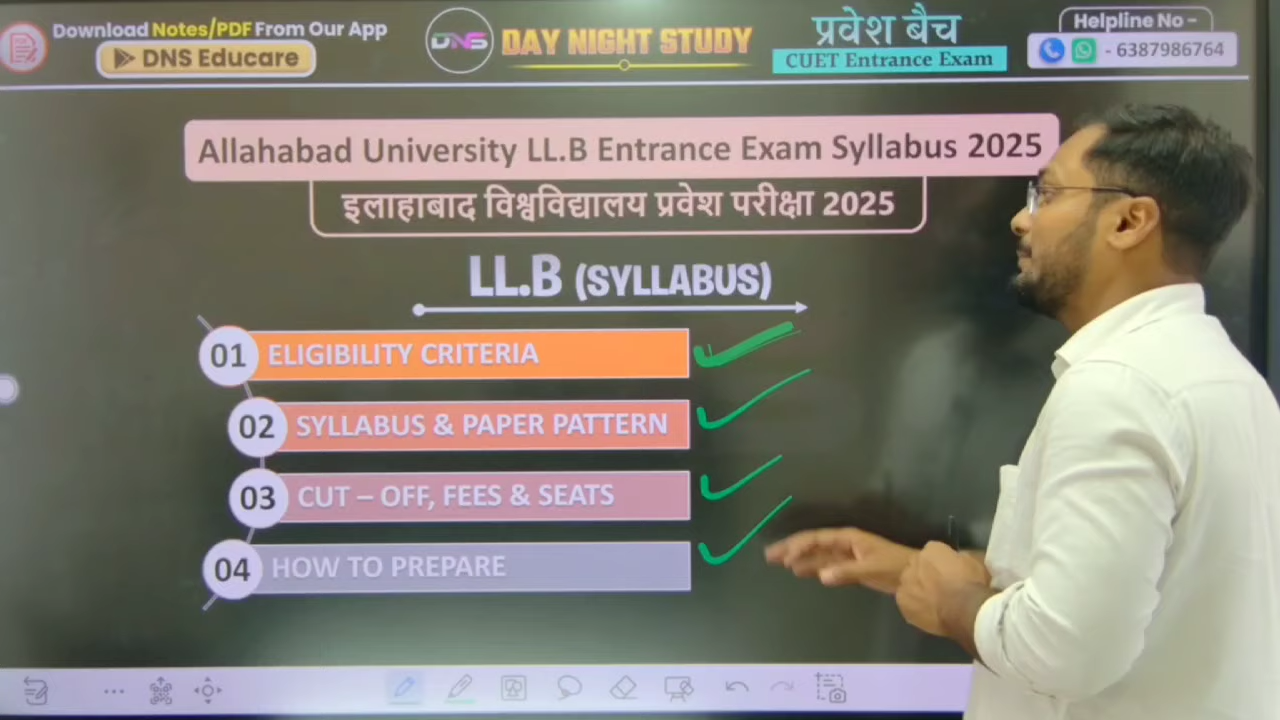 Download Notes/PDF From Our App
DNS Educare
DNS
DAY NIGHT STUDY
प्रवेश बैच
CUET Entrance Exam
Helpline No -
- 6387986764
Allahabad University LL.B Entrance Exam Syllabus 2025
इलाहाबाद विश्वविद्यालय प्रवेश परीक्षा 2025
LL.B (SYLLABUS)
01 ELIGIBILITY CRITERIA
02 SYLLABUS & PAPER PATTERN
03 CUT – OFF, FEES & SEATS
04 HOW TO PREPARE